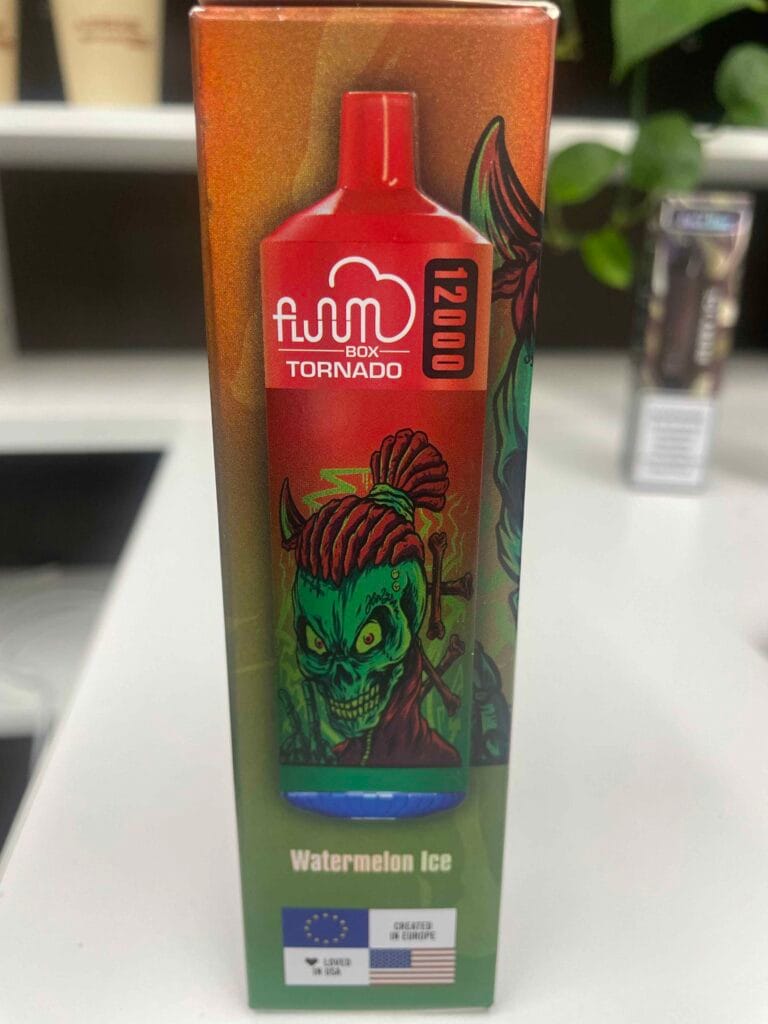 fLuuM
BOX
TORNADO
12000
Watermelon Ice
CREATED
IN EUROPE
LOVED
IN USA